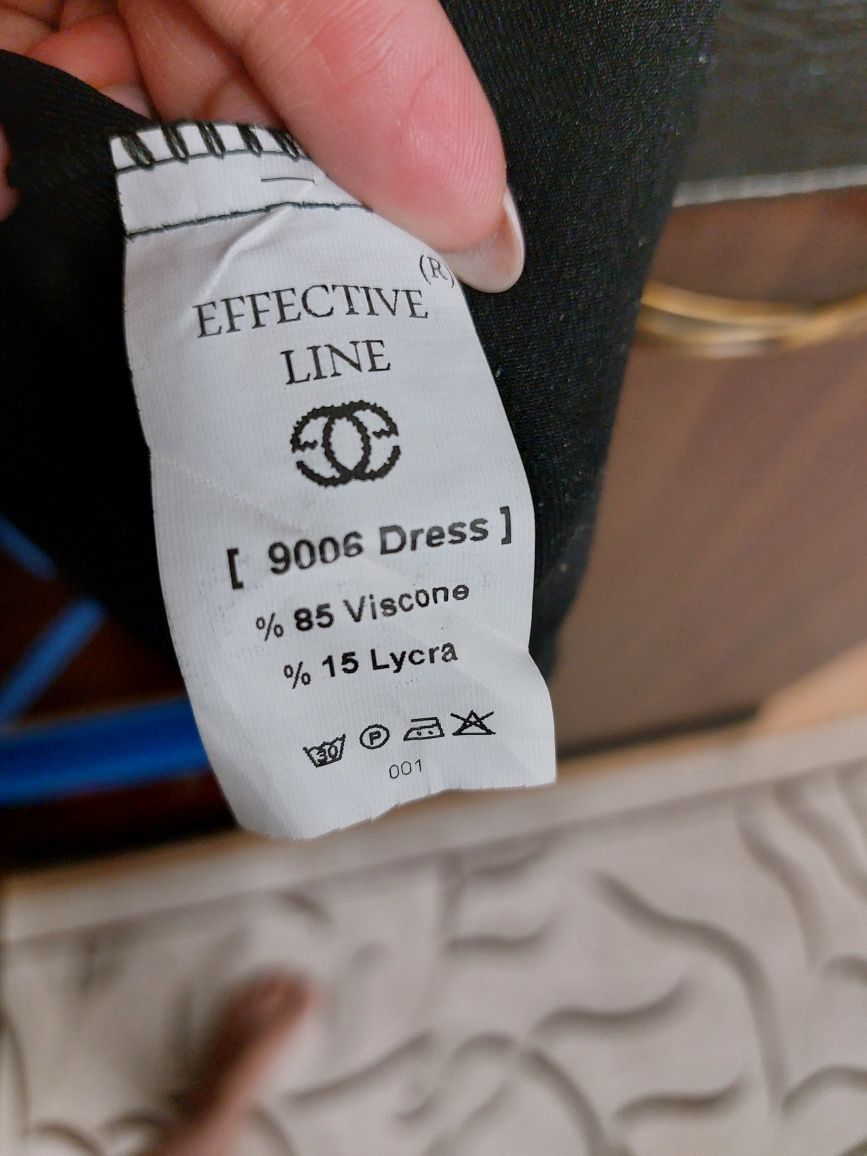 (R)
EFFECTIVE
LINE
[ 9006 Dress ]
% 85 Viscone
% 15 Lycra
30 P
001